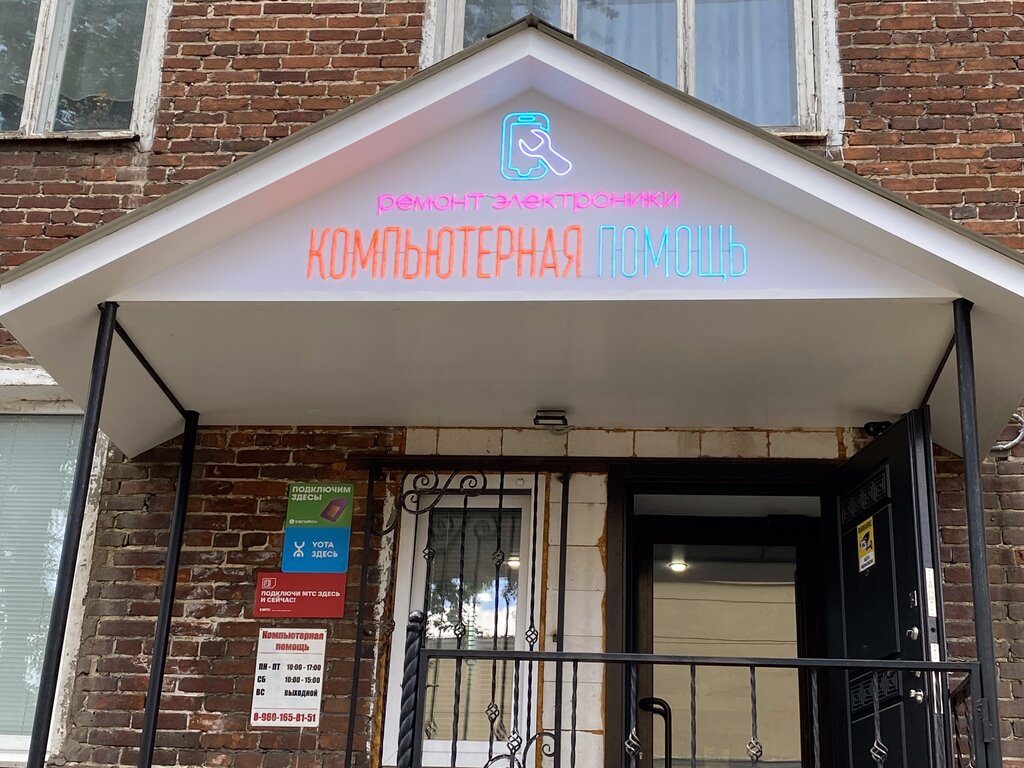 ремонт электроники
КОМПЬЮТЕРНАЯ ПОМОЩЬ
ПОДКЛЮЧИМ
ЗДЕСЬ!
МЕГАФОН
YOTA
ЗДЕСЬ
ПОДКЛЮЧИ МТС ЗДЕСЬ
И СЕЙЧАС!
Компьютерная
помощь
ПН - ПТ 10:00 - 17:00
СБ 10:00 - 15:00
ВС ВЫХОДНОЙ
8-960-165-81-51